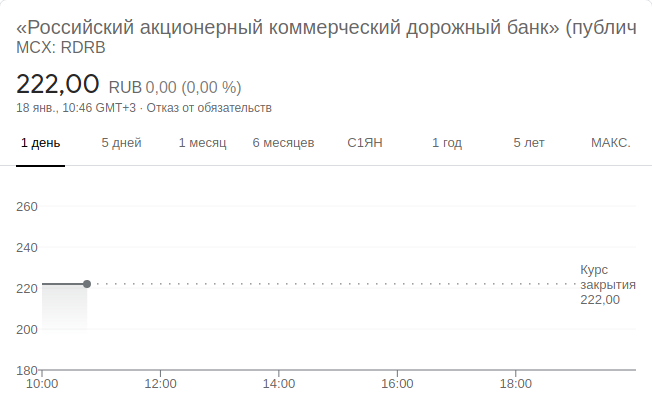 «Российский акционерный коммерческий дорожный банк» (публич
MCX: RDRB
222,00 RUB 0,00 (0,00 %)
18 янв., 10:46 GMT+3 · Отказ от обязательств
1 день 5 дней 1 месяц 6 месяцев С1ЯН 1 год 5 лет МАКС.
260
240
220
200
180
Курс
закрытия
222,00
10:00 12:00 14:00 16:00 18:00